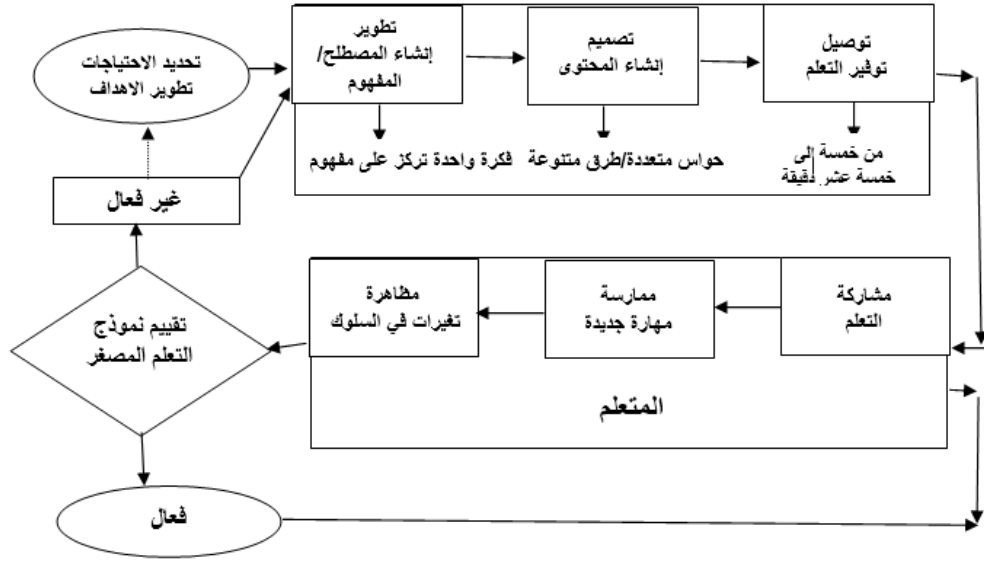 تحديد الاحتياجات
تطوير الاهداف
تطوير
إنشاء المصطلح/
المفهوم
تصميم
إنشاء المحتوى
توصيل
توفير التعلم
فكرة واحدة تركز على مفهوم
حواس متعددة/طرق متنوعة
من خمسة إلى
خمسة عشر دقيقة
غير فعال
مشاركة
التعلم
ممارسة
مهارة جديدة
مظاهرة
تغيرات في السلوك
تقييم نموذج
التعلم المصغر
المتعلم
فعال